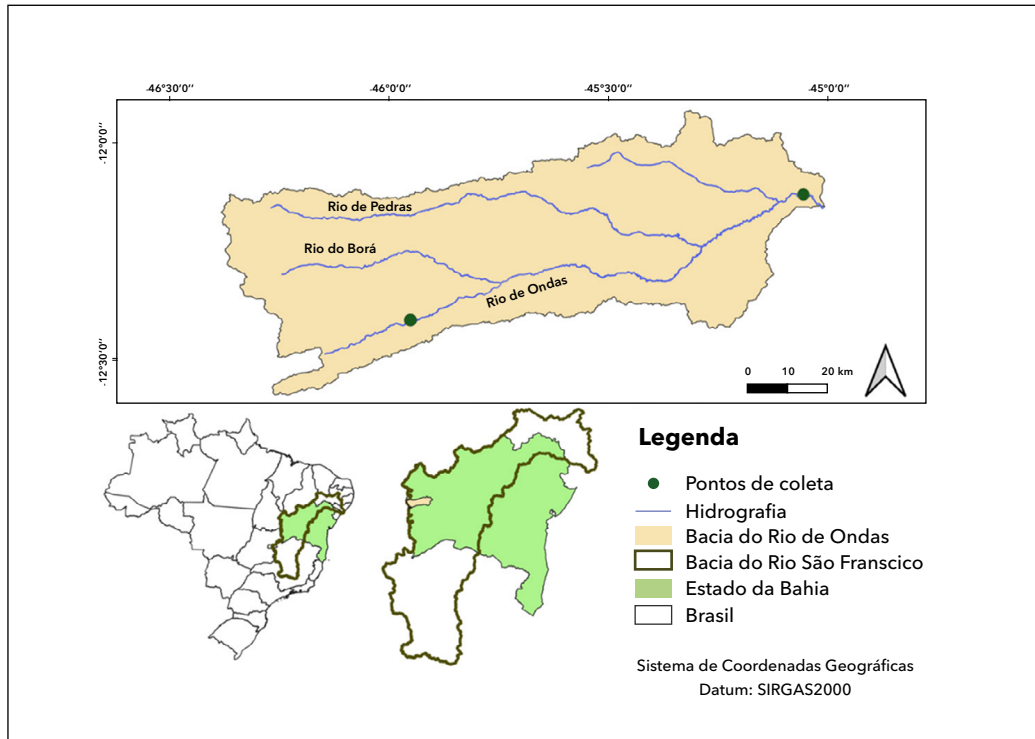 -46°30'0''
-46°0'0''
-45°30'0''
-45°0'0''
-12°0'0''
-12°30'0''
Rio de Pedras
Rio do Borá
Rio de Ondas
0 10 20 km
Legenda
Pontos de coleta
Hidrografia
Bacia do Rio de Ondas
Bacia do Rio São Franscico
Estado da Bahia
Brasil
Sistema de Coordenadas Geográficas
Datum: SIRGAS2000